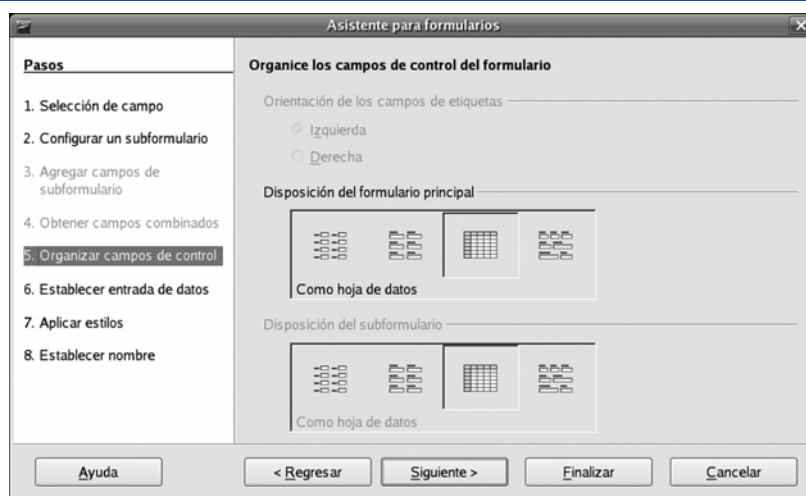 Asistente para formularios
Pasos
1. Selección de campo
2. Configurar un subformulario
3. Agregar campos de
subformulario
4. Obtener campos combinados
5. Organizar campos de control
6. Establecer entrada de datos
7. Aplicar estilos
8. Establecer nombre
Organice los campos de control del formulario
Orientación de los campos de etiquetas
Izquierda
Derecha
Disposición del formulario principal
Como hoja de datos
Disposición del subformulario
Como hoja de datos
Ayuda
< Regresar
Siguiente >
Finalizar
Cancelar